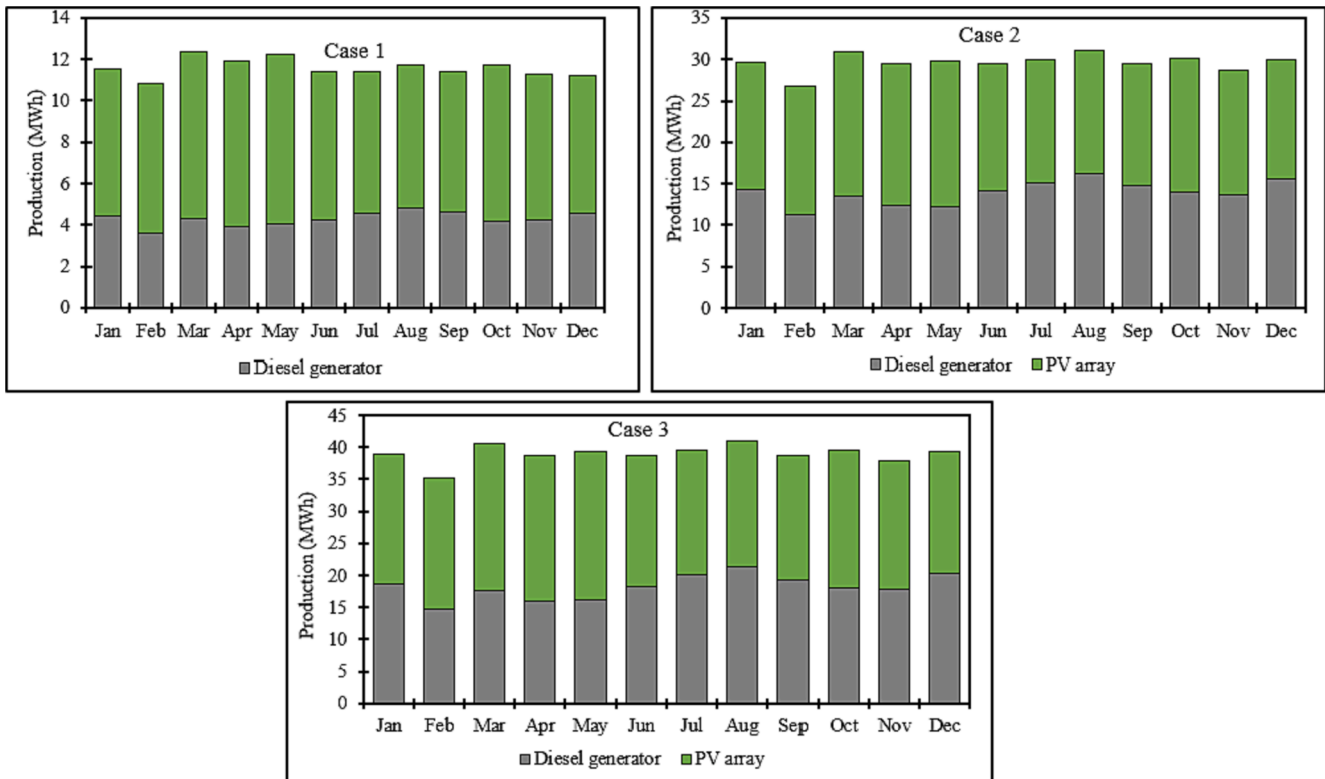 Case 1
Production (MWh)
14
12
10
8
6
4
2
0
Jan Feb Mar Apr May Jun Jul Aug Sep Oct Nov Dec
Diesel generator
Case 2
Production (MWh)
35
30
25
20
15
10
5
0
Jan Feb Mar Apr May Jun Jul Aug Sep Oct Nov Dec
Diesel generator PV array
Case 3
Production (MWh)
45
40
35
30
25
20
15
10
5
0
Jan Feb Mar Apr May Jun Jul Aug Sep Oct Nov Dec
Diesel generator PV array